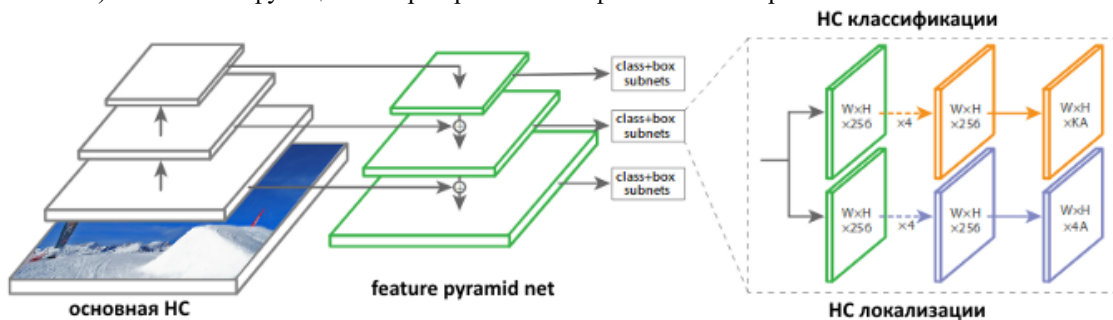 НС классификации
class+box
subnets
class+box
subnets
class+box
subnets
W×H
×256
×4
W×H
×256
W×H
×KA
W×H
×256
×4
W×H
×256
W×H
×4A
основная НС
feature pyramid net
НС локализации